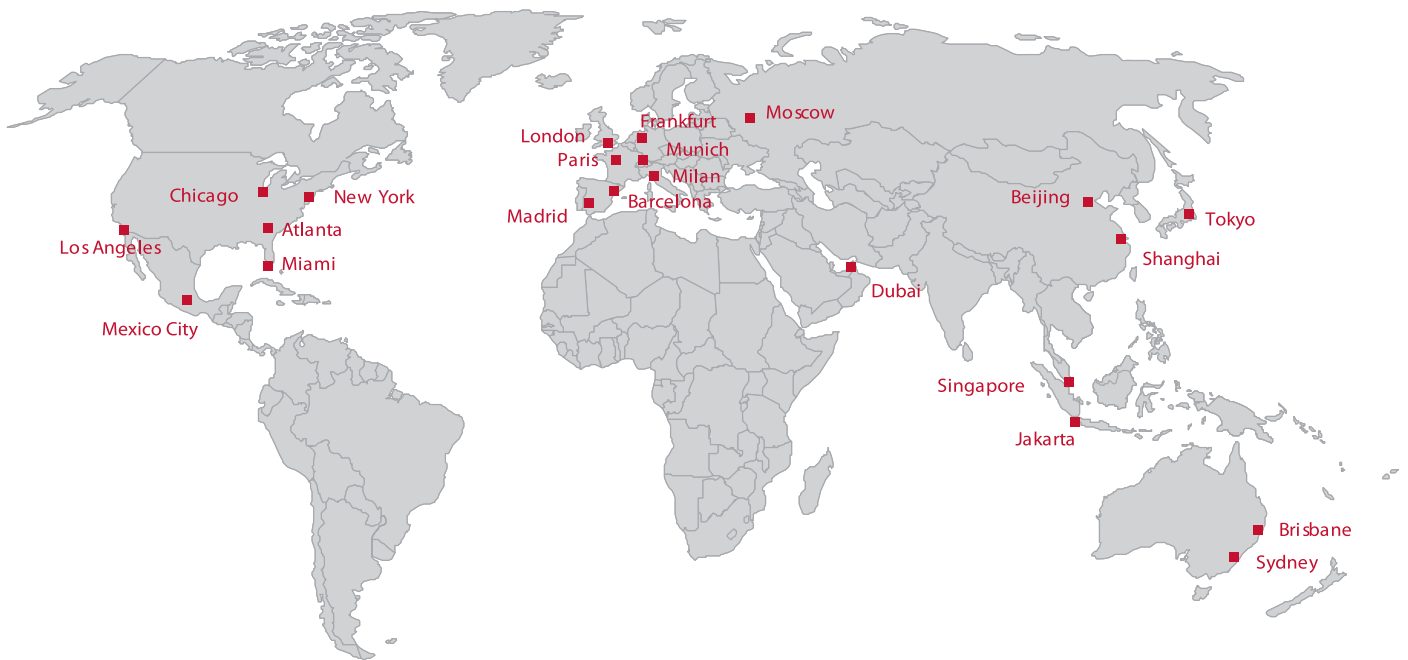 Moscow
Frankfurt
London
Munich
Paris
Milan
Chicago
New York
Barcelona
Beijing
Madrid
Tokyo
Atlanta
Los Angeles
Shanghai
Miami
Dubai
Mexico City
Singapore
Jakarta
Brisbane
Sydney